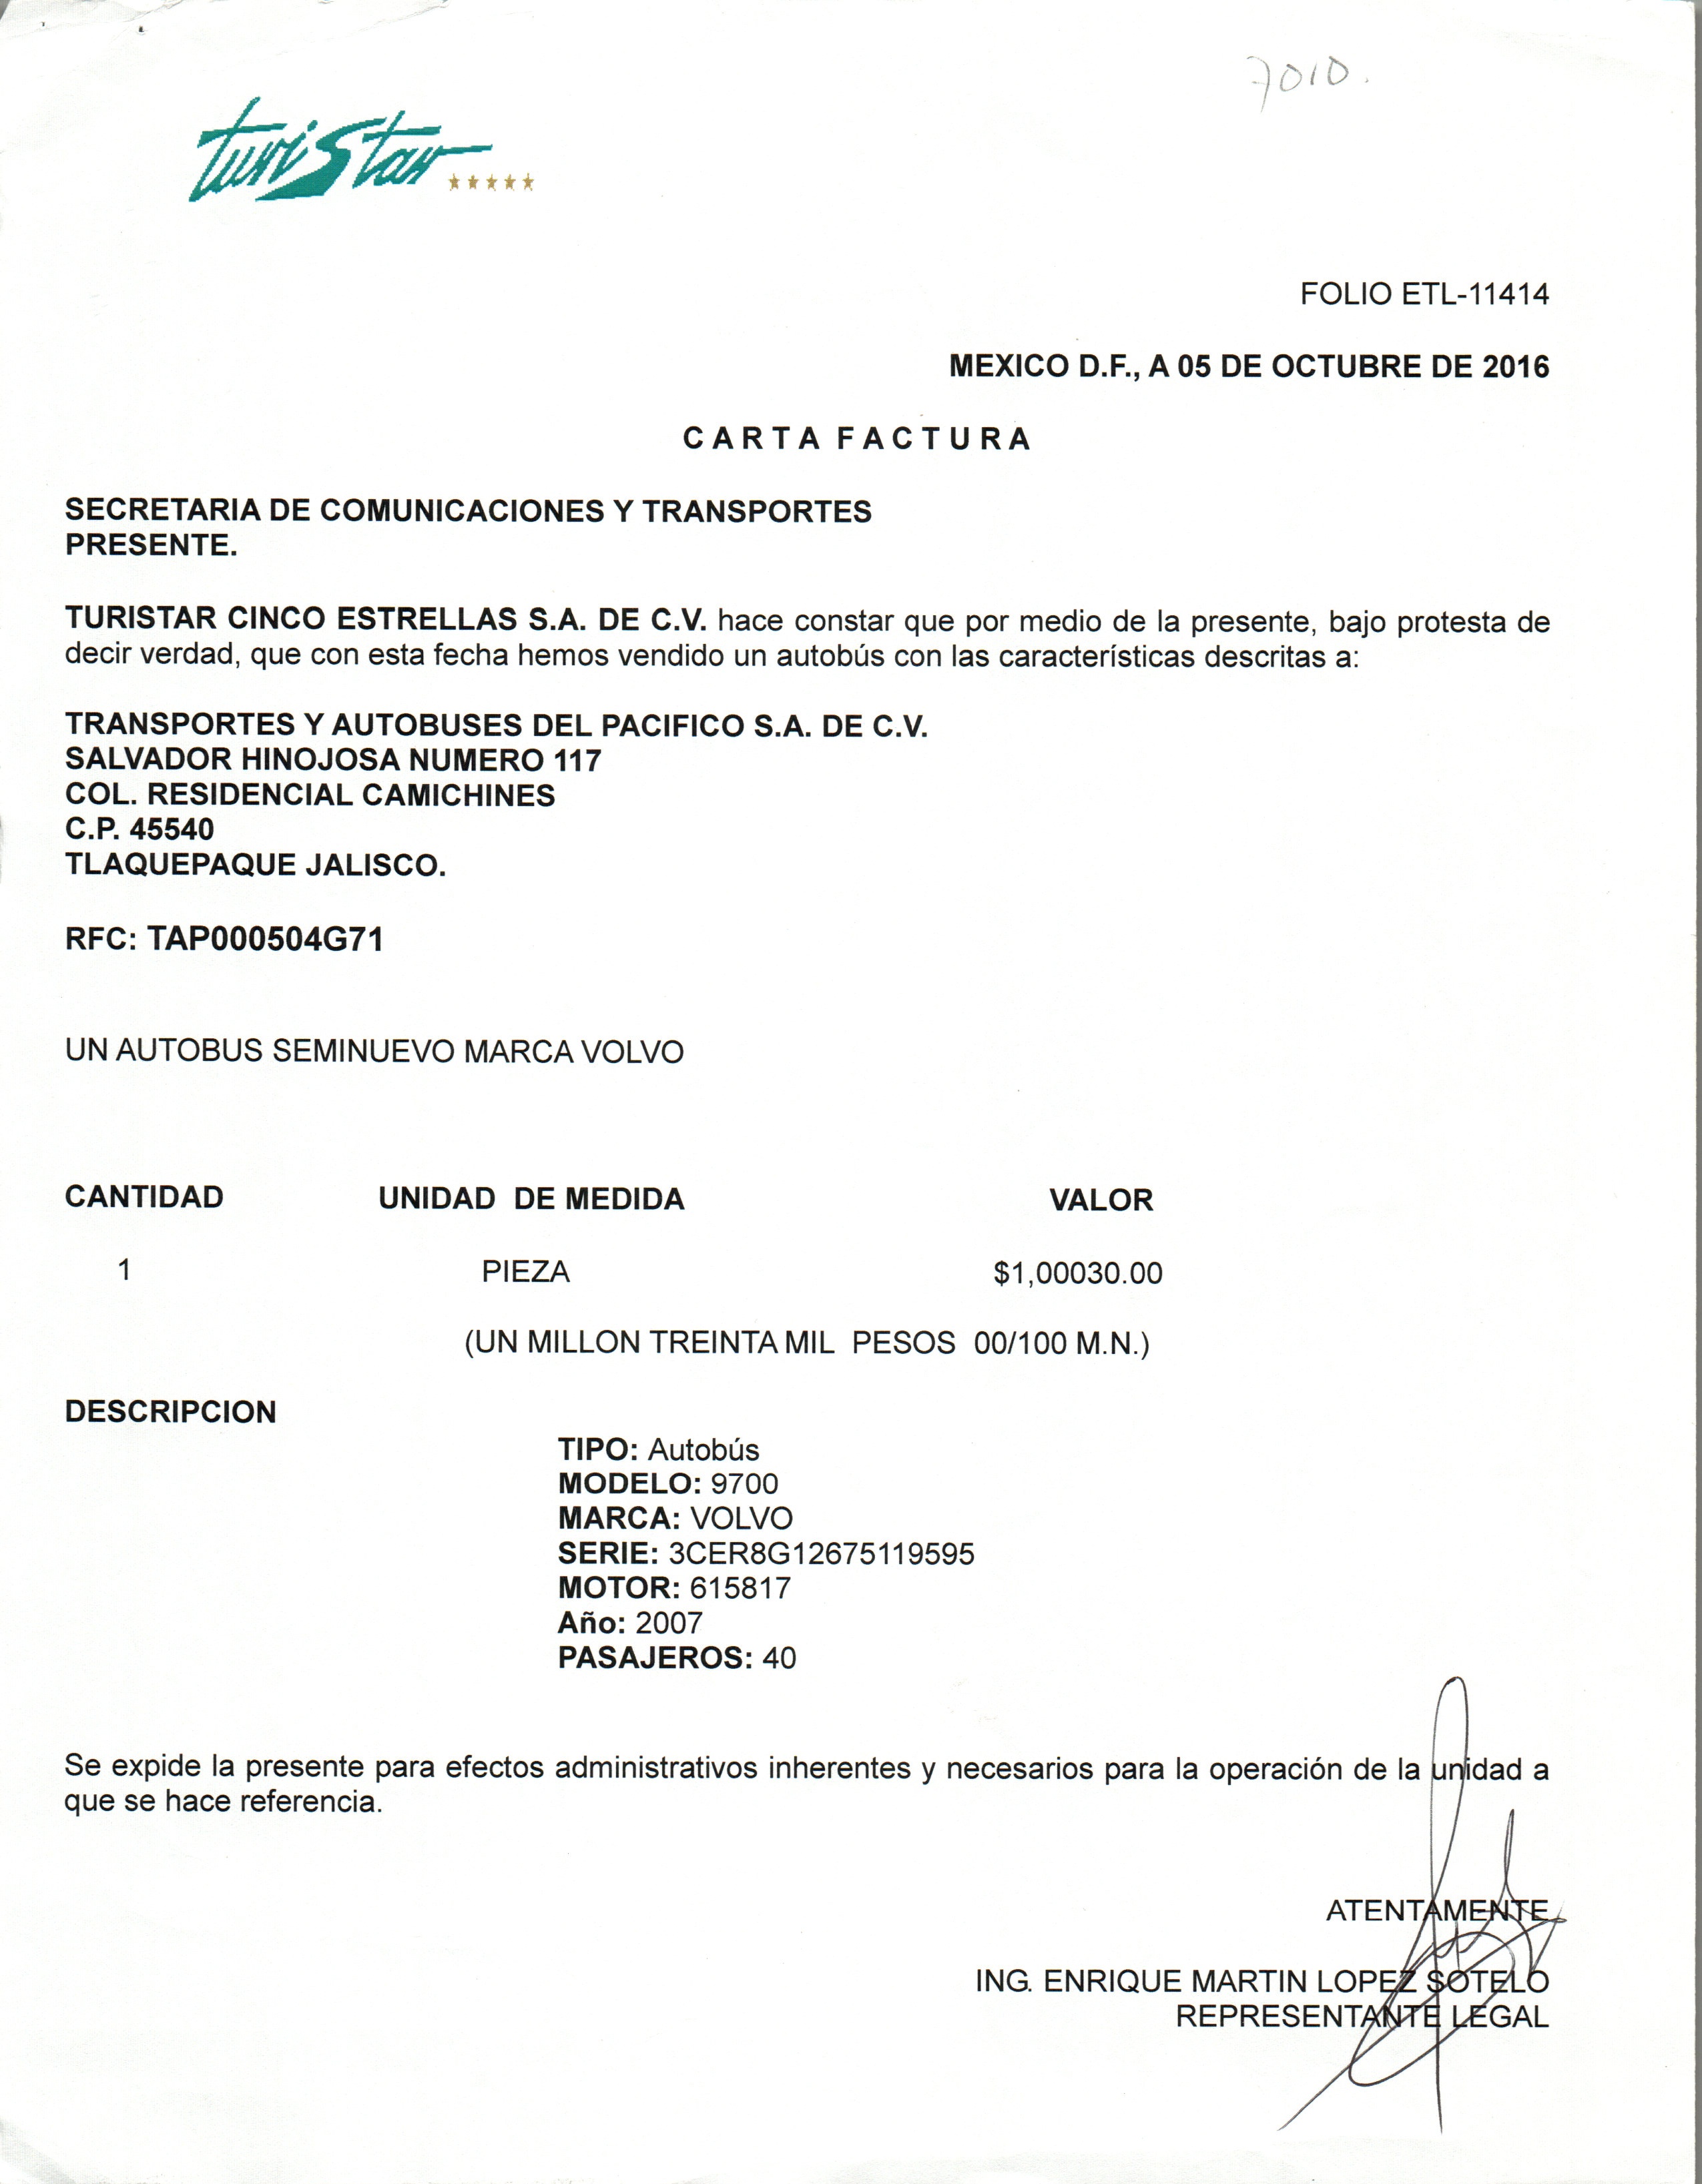 7010.
turiStar
FOLIO ETL-11414
MEXICO D.F., A 05 DE OCTUBRE DE 2016
CARTA FACTURA
SECRETARIA DE COMUNICACIONES Y TRANSPORTES
PRESENTE.
TURISTAR CINCO ESTRELLAS S.A. DE C.V. hace constar que por medio de la presente, bajo protesta de
decir verdad, que con esta fecha hemos vendido un autobús con las características descritas a:
TRANSPORTES Y AUTOBUSES DEL PACIFICO S.A. DE C.V.
SALVADOR HINOJOSA NUMERO 117
COL. RESIDENCIAL CAMICHINES
C.P. 45540
TLAQUEPAQUE JALISCO.
RFC: TAP000504G71
UN AUTOBUS SEMINUEVO MARCA VOLVO
CANTIDAD UNIDAD DE MEDIDA VALOR
1 PIEZA $1,00030.00
(UN MILLON TREINTA MIL PESOS 00/100 M.N.)
DESCRIPCION
TIPO: Autobús
MODELO: 9700
MARCA: VOLVO
SERIE: 3CER8G12675119595
MOTOR: 615817
Año: 2007
PASAJEROS: 40
Se expide la presente para efectos administrativos inherentes y necesarios para la operación de la unidad a
que se hace referencia.
ATENTAMENTE
ING. ENRIQUE MARTIN LOPEZ SOTELO
REPRESENTANTE LEGAL